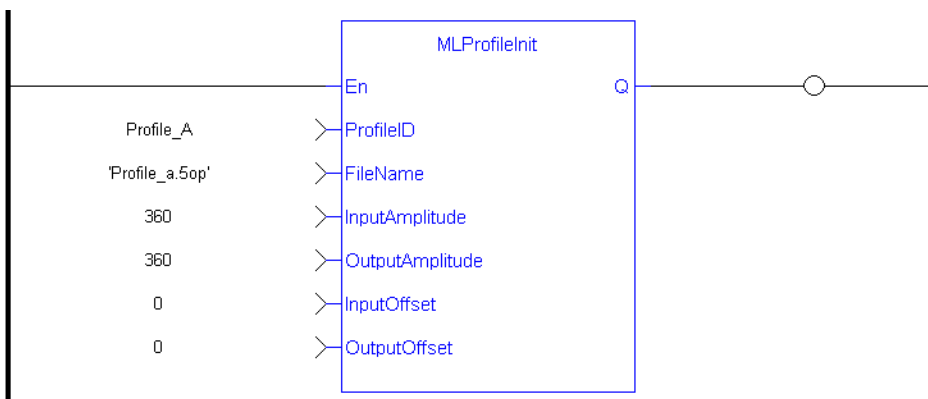 MLProfileInit
En Q
Profile_A ProfileID
'Profile_a.5op' FileName
360 InputAmplitude
360 OutputAmplitude
0 InputOffset
0 OutputOffset